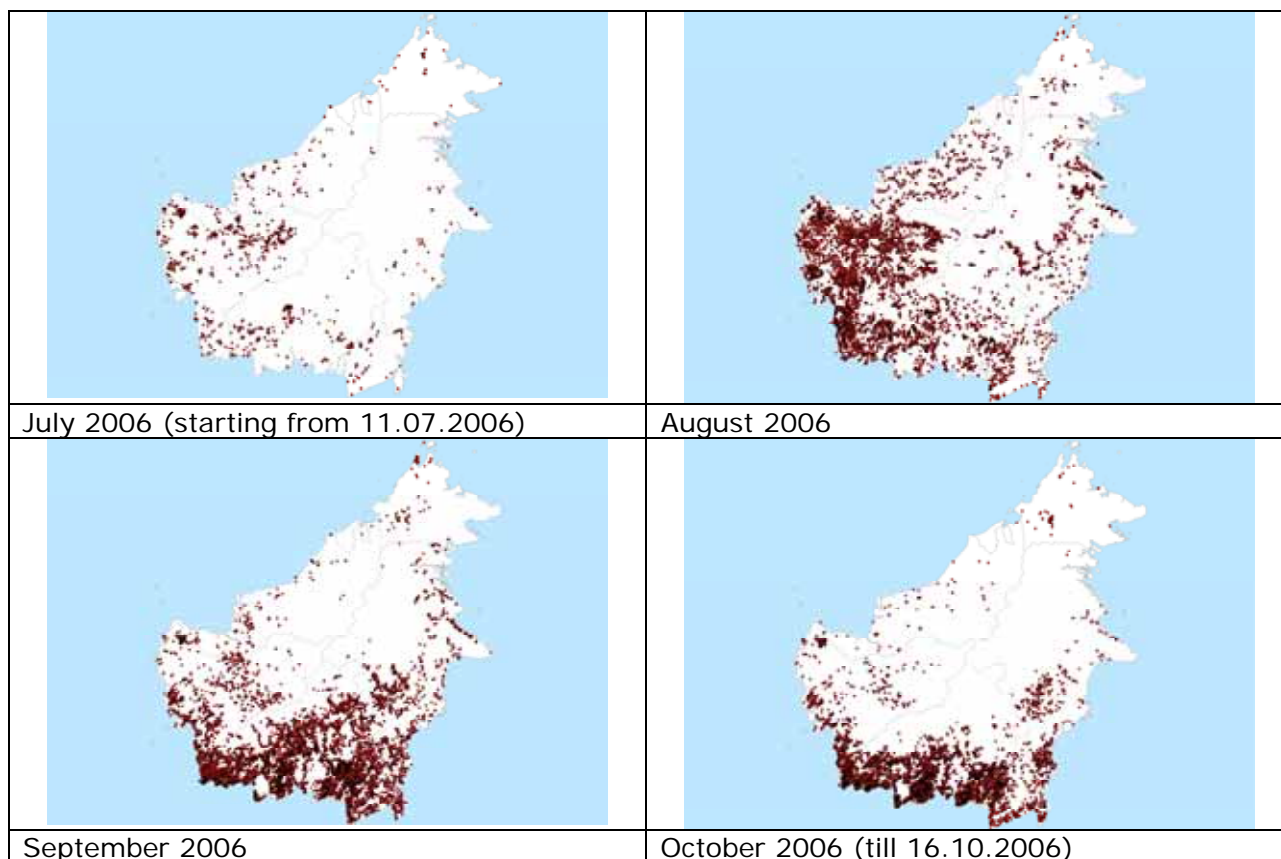 July 2006 (starting from 11.07.2006)
August 2006
September 2006
October 2006 (till 16.10.2006)